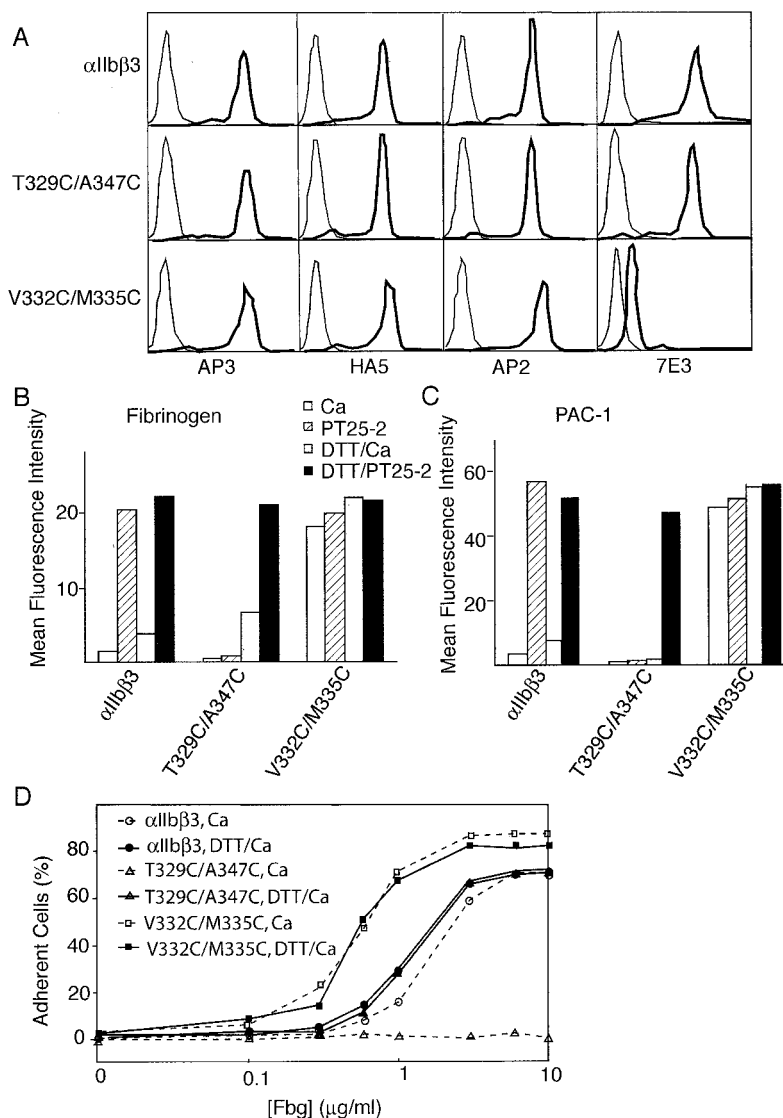 A
αIIbβ3
T329C/A347C
V332C/M335C
AP3 HA5 AP2 7E3
B Fibrinogen
Ca
PT25-2
DTT/Ca
DTT/PT25-2
C PAC-1
Mean Fluorescence Intensity
20
10
αIIbβ3
T329C/A347C
V332C/M335C
Mean Fluorescence Intensity
60
40
20
αIIbβ3
T329C/A347C
V332C/M335C
D
αIIbβ3, Ca
αIIbβ3, DTT/Ca
T329C/A347C, Ca
T329C/A347C, DTT/Ca
V332C/M335C, Ca
V332C/M335C, DTT/Ca
Adherent Cells (%)
80
60
40
20
0
0 0.1 1 10
[Fbg] (μg/ml)